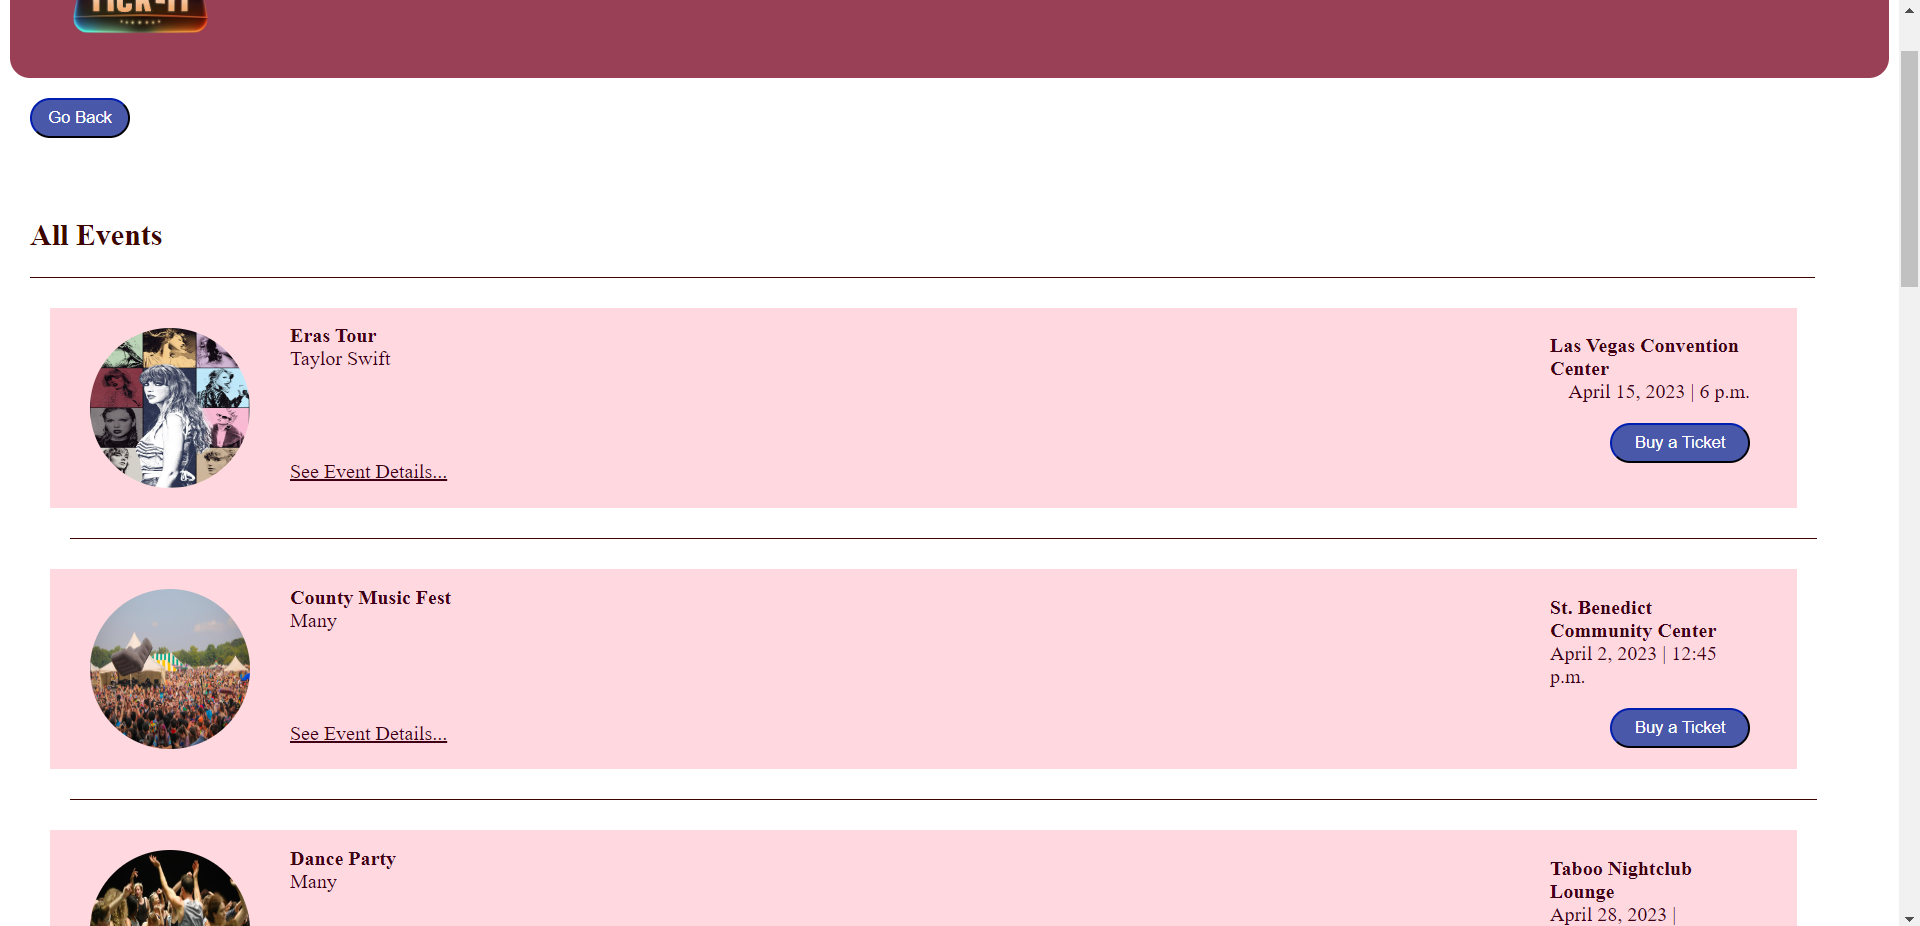 TICK-IT
Go Back
All Events
Eras Tour
Taylor Swift
See Event Details...
Las Vegas Convention
Center
April 15, 2023 | 6 p.m.
Buy a Ticket
County Music Fest
Many
See Event Details...
St. Benedict
Community Center
April 2, 2023 | 12:45
p.m.
Buy a Ticket
Dance Party
Many
Taboo Nightclub
Lounge
April 28, 2023 |